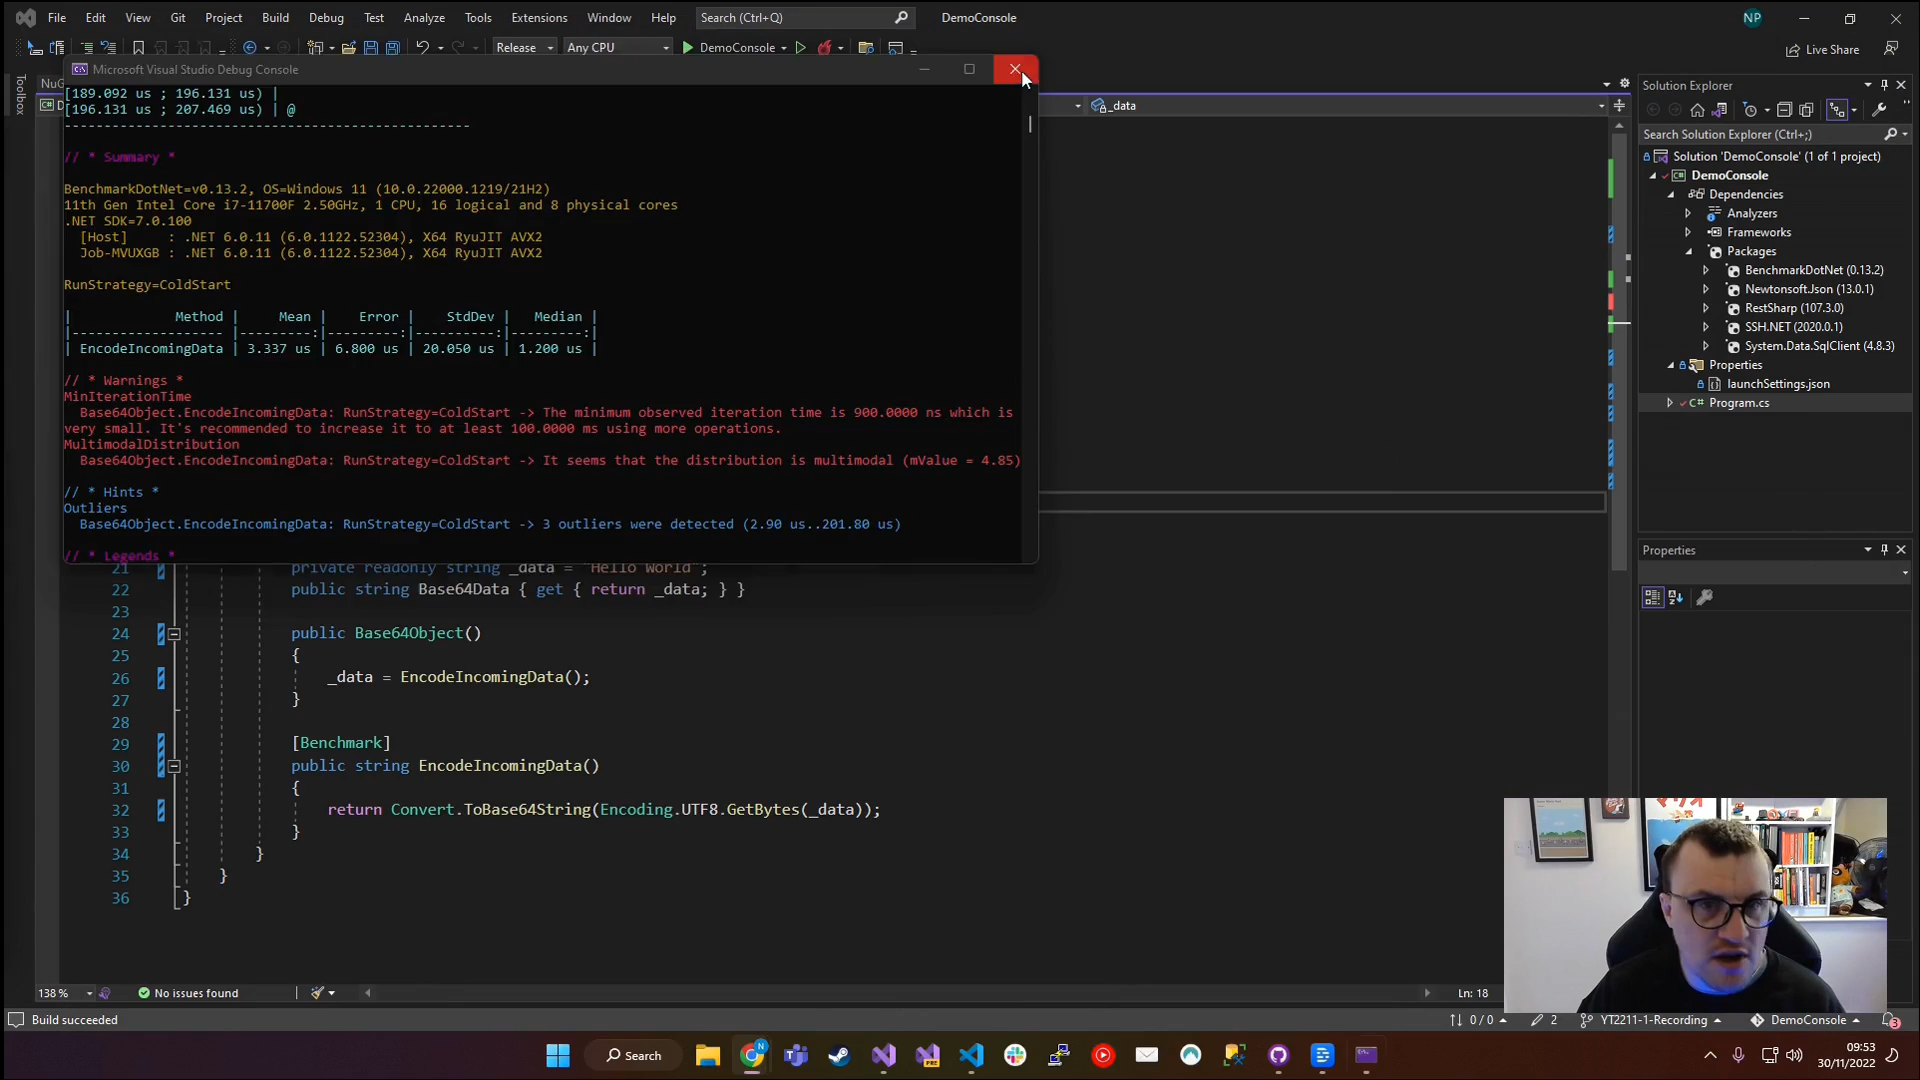 File Edit View Git Project Build Debug Test Analyze Tools Extensions Window Help Search (Ctrl+Q) DemoConsole NP
Release Any CPU DemoConsole Live Share
Toolbox
Microsoft Visual Studio Debug Console
_data
[189.092 us ; 196.131 us) |
[196.131 us ; 207.469 us) | @
---------------------------------------------------
// * Summary *
BenchmarkDotNet=v0.13.2, OS=Windows 11 (10.0.22000.1219/21H2)
11th Gen Intel Core i7-11700F 2.50GHz, 1 CPU, 16 logical and 8 physical cores
.NET SDK=7.0.100
[Host] : .NET 6.0.11 (6.0.1122.52304), X64 RyuJIT AVX2
Job-MVUXGB : .NET 6.0.11 (6.0.1122.52304), X64 RyuJIT AVX2
RunStrategy=ColdStart
| Method | Mean | Error | StdDev | Median |
|------------------- |---------:|---------:|----------:|---------:|
| EncodeIncomingData | 3.337 us | 6.800 us | 20.050 us | 1.200 us |
// * Warnings *
MinIterationTime
Base64Object.EncodeIncomingData: RunStrategy=ColdStart -> The minimum observed iteration time is 900.0000 ns which is
very small. It's recommended to increase it to at least 100.0000 ms using more operations.
MultimodalDistribution
Base64Object.EncodeIncomingData: RunStrategy=ColdStart -> It seems that the distribution is multimodal (mValue = 4.85)
// * Hints *
Outliers
Base64Object.EncodeIncomingData: RunStrategy=ColdStart -> 3 outliers were detected (2.90 us..201.80 us)
// * Legends *
21 private readonly string _data = "Hello World";
22 public string Base64Data { get { return _data; } }
23
24 public Base64Object()
25 {
26 _data = EncodeIncomingData();
27 }
28
29 [Benchmark]
30 public string EncodeIncomingData()
31 {
32 return Convert.ToBase64String(Encoding.UTF8.GetBytes(_data));
33 }
34 }
35 }
36 }
Solution Explorer
Search Solution Explorer (Ctrl+;)
Solution 'DemoConsole' (1 of 1 project)
DemoConsole
Dependencies
Analyzers
Frameworks
Packages
BenchmarkDotNet (0.13.2)
Newtonsoft.Json (13.0.1)
RestSharp (107.3.0)
SSH.NET (2020.0.1)
System.Data.SqlClient (4.8.3)
Properties
launchSettings.json
C# Program.cs
Properties
138 % No issues found Ln: 18
Build succeeded 0 / 0 2 YT2211-1-Recording DemoConsole 3
Search
09:53
30/11/2022